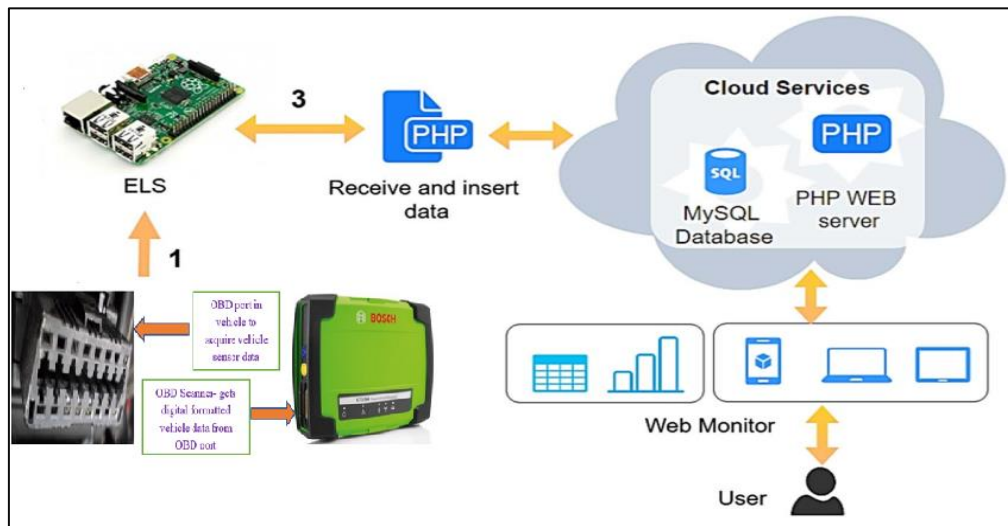 Cloud Services
3
PHP
PHP
SQL
ELS
Receive and insert
data
MySQL
Database
PHP WEB
server
1
OBD port in
vehicle to
acquire vehicle
sensor data
BOSCH
OBD Scanner- gets
digital formatted
vehicle data from
OBD port
Web Monitor
User